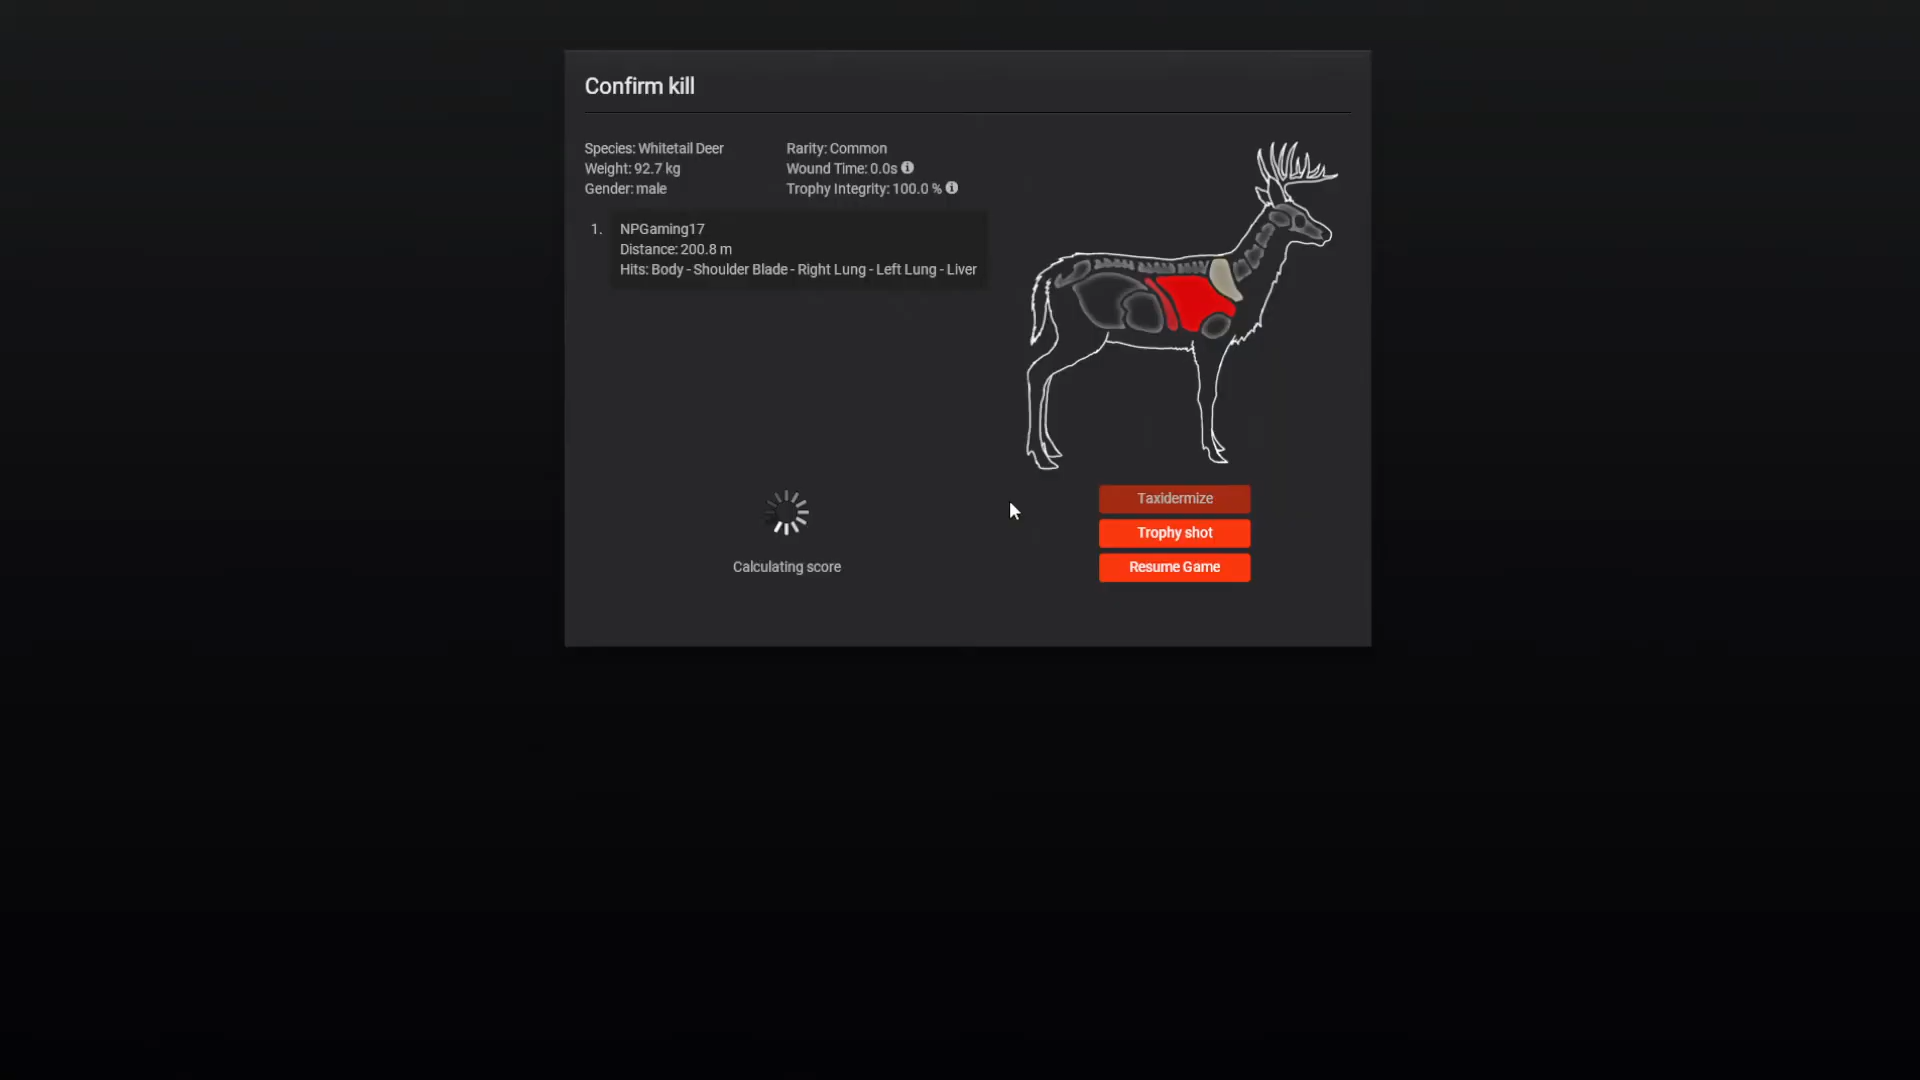 Confirm kill
Species: Whitetail Deer
Weight: 92.7 kg
Gender: male
Rarity: Common
Wound Time: 0.0s
Trophy Integrity: 100.0 %
1. NPGaming17
Distance: 200.8 m
Hits: Body - Shoulder Blade - Right Lung - Left Lung - Liver
Calculating score
Taxidermize
Trophy shot
Resume Game